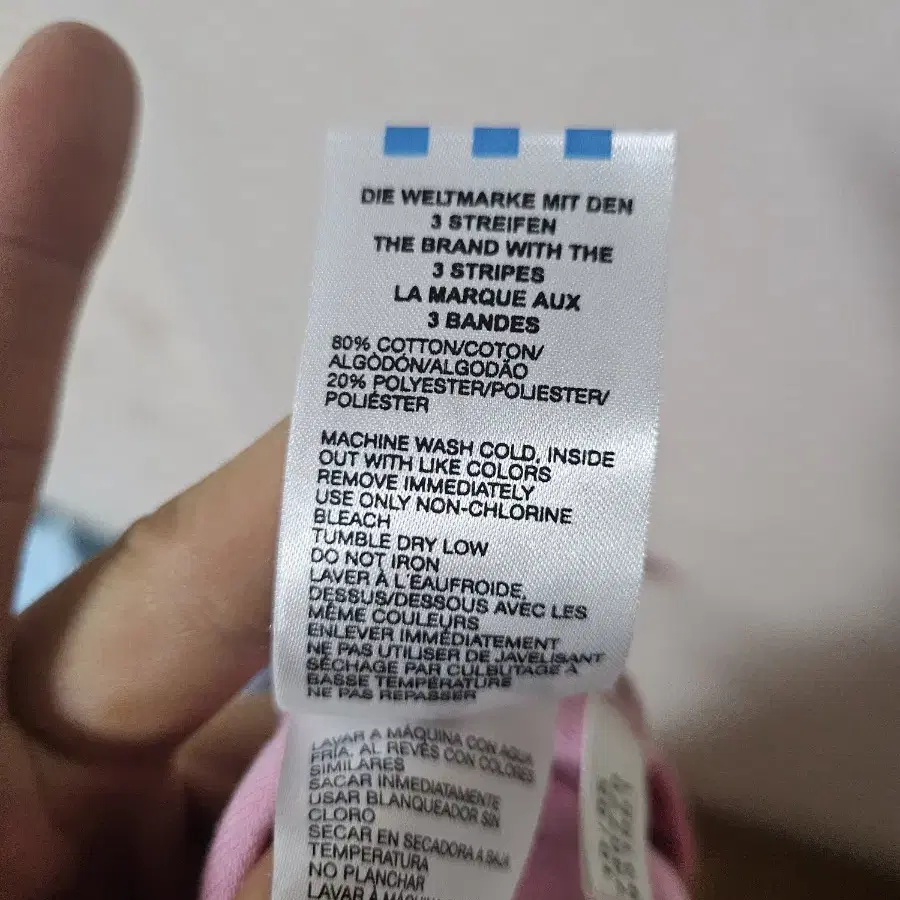 DIE WELTMARKE MIT DEN
3 STREIFEN
THE BRAND WITH THE
3 STRIPES
LA MARQUE AUX
3 BANDES
80% COTTON/COTON/
ALGODÓN/ALGODÃO
20% POLYESTER/POLIESTER/
POLIÉSTER
MACHINE WASH COLD, INSIDE
OUT WITH LIKE COLORS
REMOVE IMMEDIATELY
USE ONLY NON-CHLORINE
BLEACH
TUMBLE DRY LOW
DO NOT IRON
LAVER À L'EAUFROIDE,
DESSUS/DESSOUS AVEC LES
MÊME COULEURS
ENLEVER IMMÉDIATEMENT
NE PAS UTILISER DE JAVELISANT
SÉCHAGE PAR CULBUTAGE À
BASSE TEMPÉRATURE
NE PAS REPASSER
LAVAR A MÁQUINA CON AGUA
FRÍA, AL REVÉS CON COLORES
SIMILARES
SACAR INMEDIATAMENTE
USAR BLANQUEADOR SIN
CLORO
SECAR EN SECADORA A BAJA
TEMPERATURA
NO PLANCHAR
LAVAR À